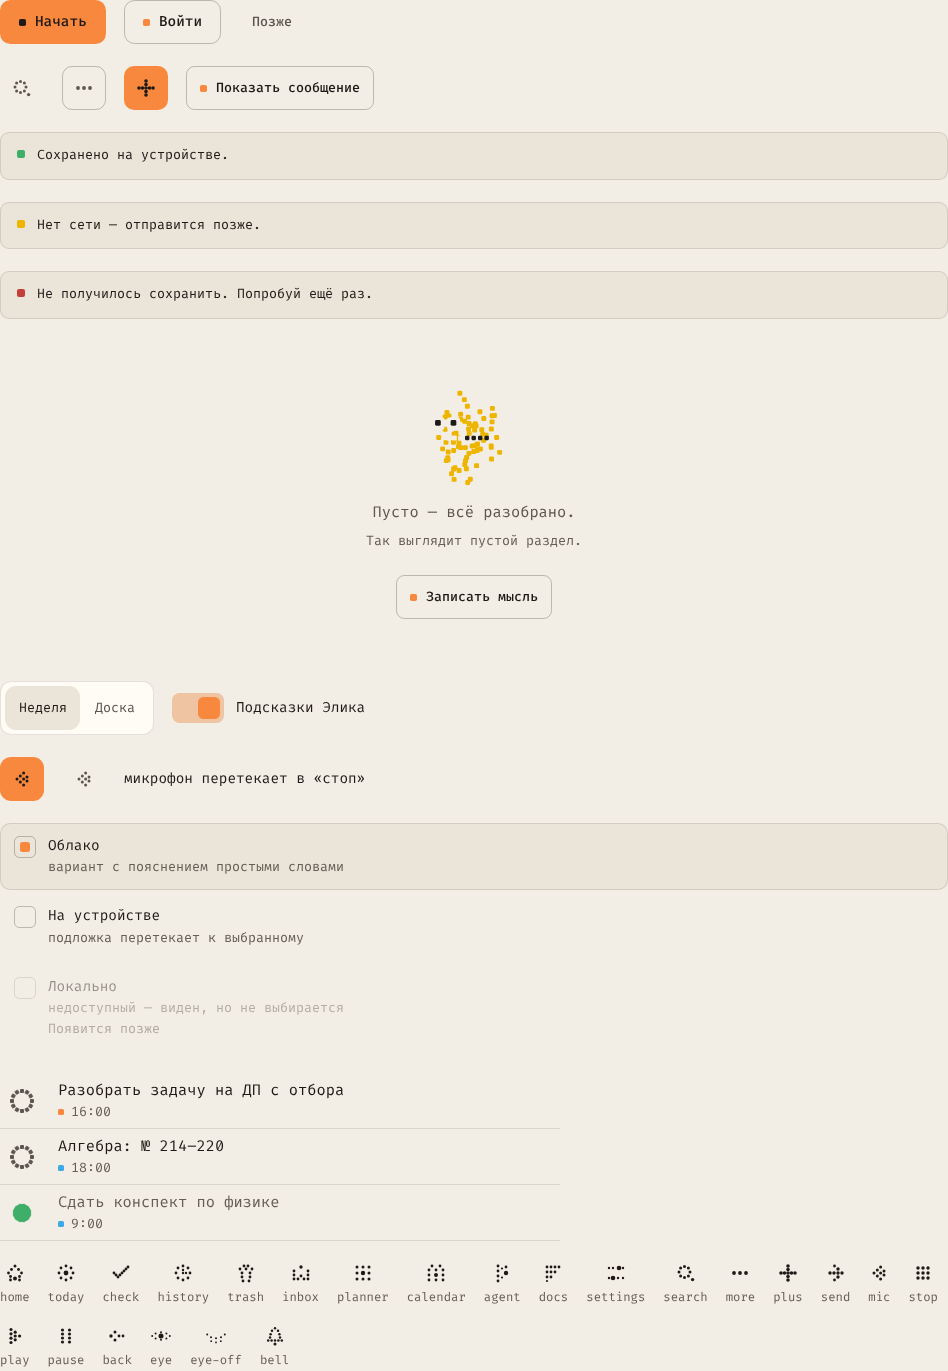 Начать Войти Позже
Показать сообщение
Сохранено на устройстве.
Нет сети — отправится позже.
Не получилось сохранить. Попробуй ещё раз.
Пусто — всё разобрано.
Так выглядит пустой раздел.
Записать мысль
Неделя Доска Подсказки Элика
микрофон перетекает в «стоп»
Облако
вариант с пояснением простыми словами
На устройстве
подложка перетекает к выбранному
Локально
недоступный — виден, но не выбирается
Появится позже
Разобрать задачу на ДП с отбора
16:00
Алгебра: № 214–220
18:00
Сдать конспект по физике
9:00
home today check history trash inbox planner calendar agent docs settings search more plus send mic stop
play pause back eye eye-off bell